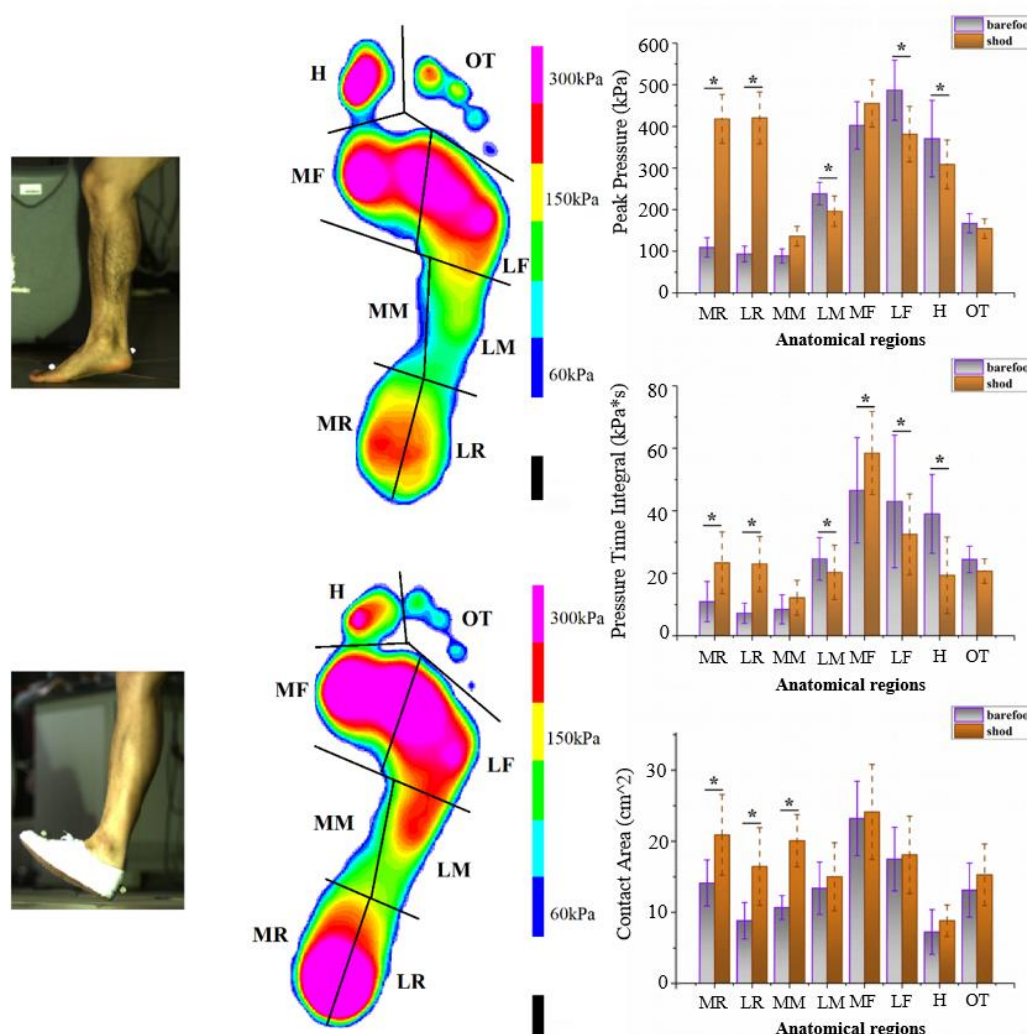 H
OT
MF
LF
MM
LM
MR
LR
300kPa
150kPa
60kPa
H
OT
MF
LF
MM
LM
MR
LR
300kPa
150kPa
60kPa
barefoo
shod
Peak Pressure (kPa)
600
500
400
300
200
100
0
* * * * *
MR LR MM LM MF LF H OT
Anatomical regions
barefoo
shod
Pressure Time Integral (kPa*s)
80
60
40
20
0
* * * * * *
MR LR MM LM MF LF H OT
Anatomical regions
barefoo
shod
Contact Area (cm^2)
30
20
10
0
* * *
MR LR MM LM MF LF H OT
Anatomical regions